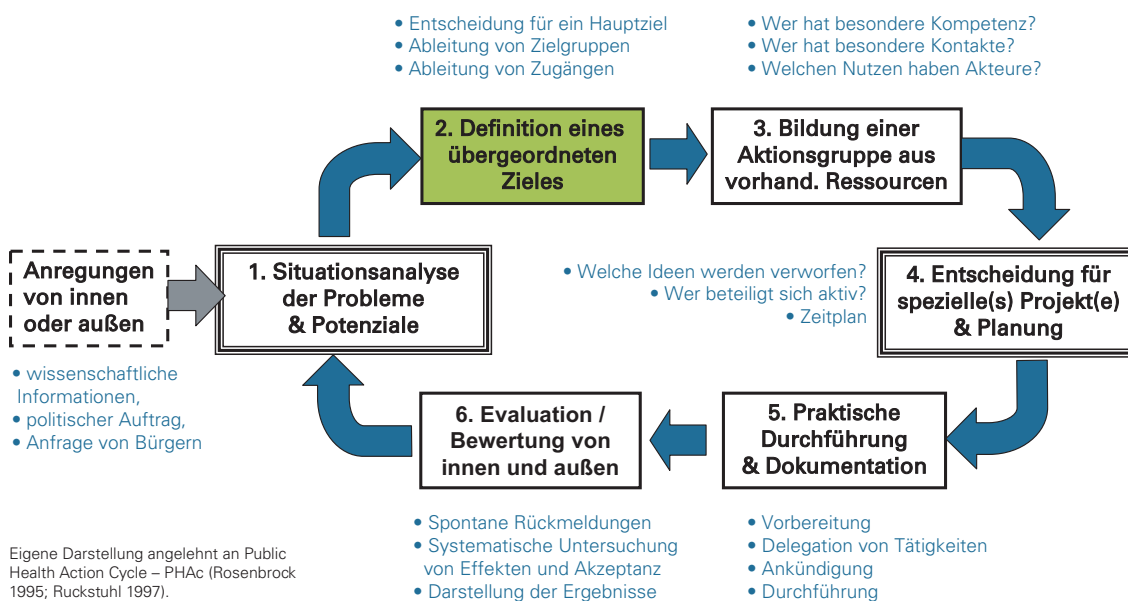 • Entscheidung für ein Hauptziel
• Ableitung von Zielgruppen
• Ableitung von Zugängen
• Wer hat besondere Kompetenz?
• Wer hat besondere Kontakte?
• Welchen Nutzen haben Akteure?
2. Definition eines
übergeordneten
Zieles
3. Bildung einer
Aktionsgruppe aus
vorhand. Ressourcen
Anregungen
von innen
oder außen
1. Situationsanalyse
der Probleme
& Potenziale
• Welche Ideen werden verworfen?
• Wer beteiligt sich aktiv?
• Zeitplan
4. Entscheidung für
spezielle(s) Projekt(e)
& Planung
• wissenschaftliche
Informationen,
• politischer Auftrag,
• Anfrage von Bürgern
6. Evaluation /
Bewertung von
innen und außen
5. Praktische
Durchführung
& Dokumentation
• Spontane Rückmeldungen
• Systematische Untersuchung
von Effekten und Akzeptanz
• Darstellung der Ergebnisse
• Vorbereitung
• Delegation von Tätigkeiten
• Ankündigung
• Durchführung
Eigene Darstellung angelehnt an Public
Health Action Cycle – PHAc (Rosenbrock
1995; Ruckstuhl 1997).